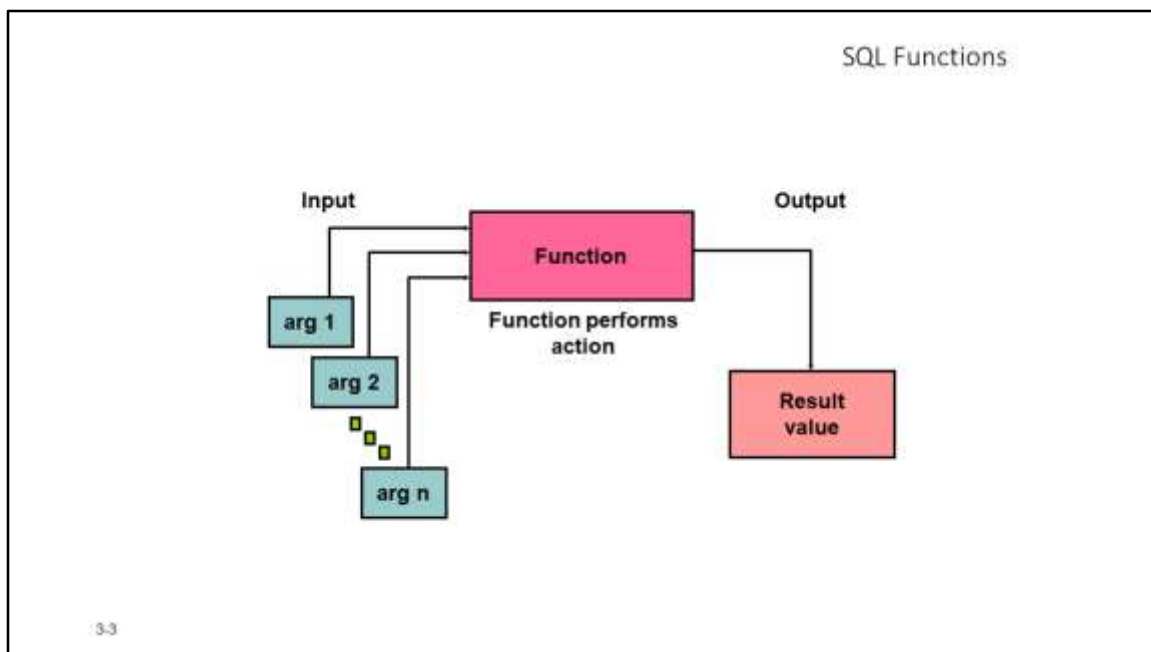 SQL Functions
Input
Output
Function
arg 1
Function performs
action
arg 2
Result
value
arg n
3-3